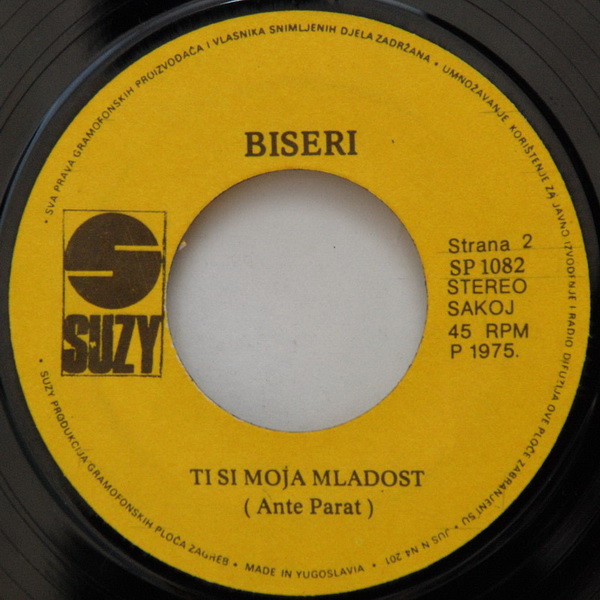 • SVA PRAVA GRAMOFONSKIH PROIZVOĐAČA I VLASNIKA SNIMLJENIH DJELA ZADRŽANA • UMNOŽAVANJE KORIŠTENJE ZA JAVNO IZVOĐENJE I RADIO DIFUZIJA OVE PLOČE ZABRANJENI SU • JUS N N4 201
BISERI
SUZY
Strana 2
SP 1082
STEREO
SAKOJ
45 RPM
P 1975.
TI SI MOJA MLADOST
( Ante Parat )
• SUZY PRODUKCIJA GRAMOFONSKIH PLOČA ZAGREB • MADE IN YUGOSLAVIA •